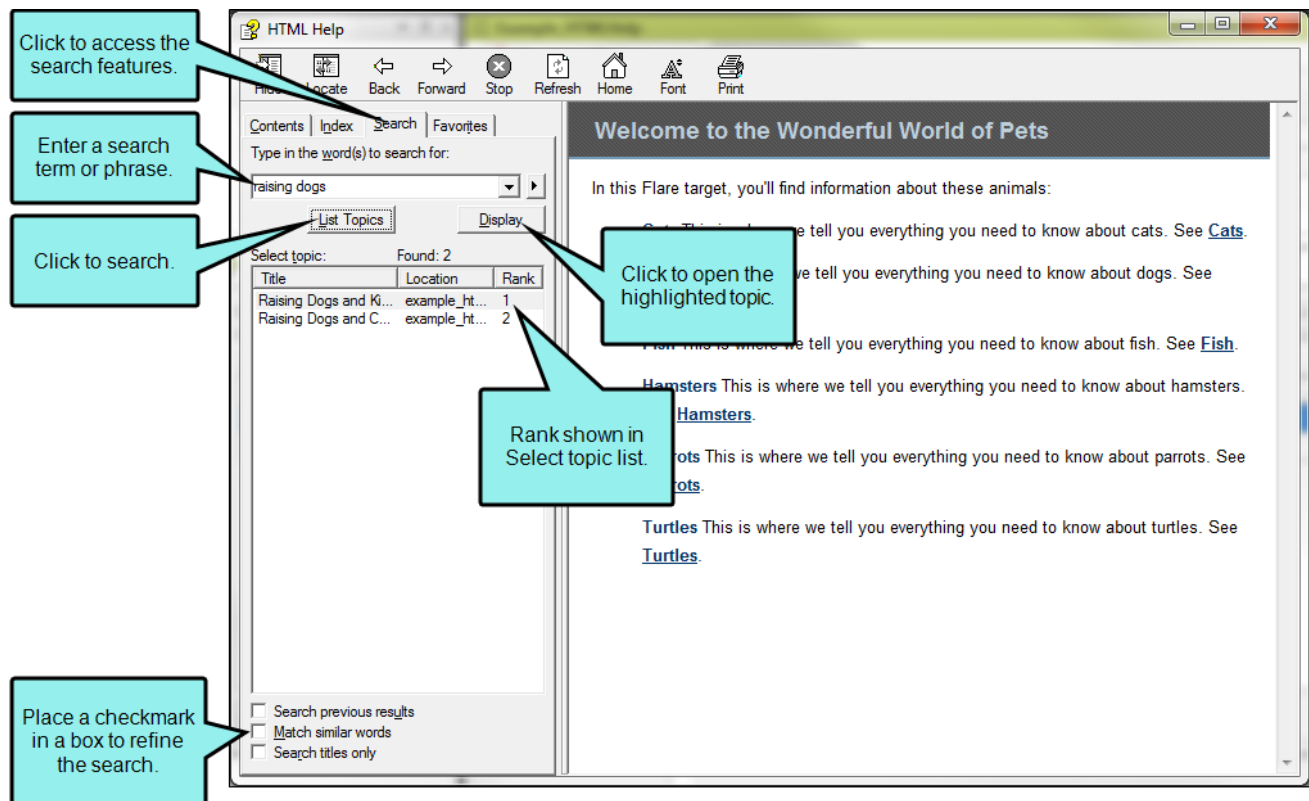 HTML Help
Click to access the
search features.
Locate Back Forward Stop Refresh Home Font Print
Contents Index Search Favorites
Enter a search
term or phrase.
Type in the word(s) to search for:
raising dogs
List Topics Display
Click to search.
Select topic: Found: 2
Title Location Rank
Raising Dogs and Ki... example_ht... 1
Raising Dogs and C... example_ht... 2
Click to open the
highlighted topic.
Rank shown in
Select topic list.
Place a checkmark
in a box to refine
the search.
Search previous results
Match similar words
Search titles only
Welcome to the Wonderful World of Pets
In this Flare target, you'll find information about these animals:
we tell you everything you need to know about cats. See Cats.
we tell you everything you need to know about dogs. See
Fish This is where we tell you everything you need to know about fish. See Fish.
Hamsters This is where we tell you everything you need to know about hamsters.
Hamsters.
This is where we tell you everything you need to know about parrots. See
Turtles This is where we tell you everything you need to know about turtles. See
Turtles.